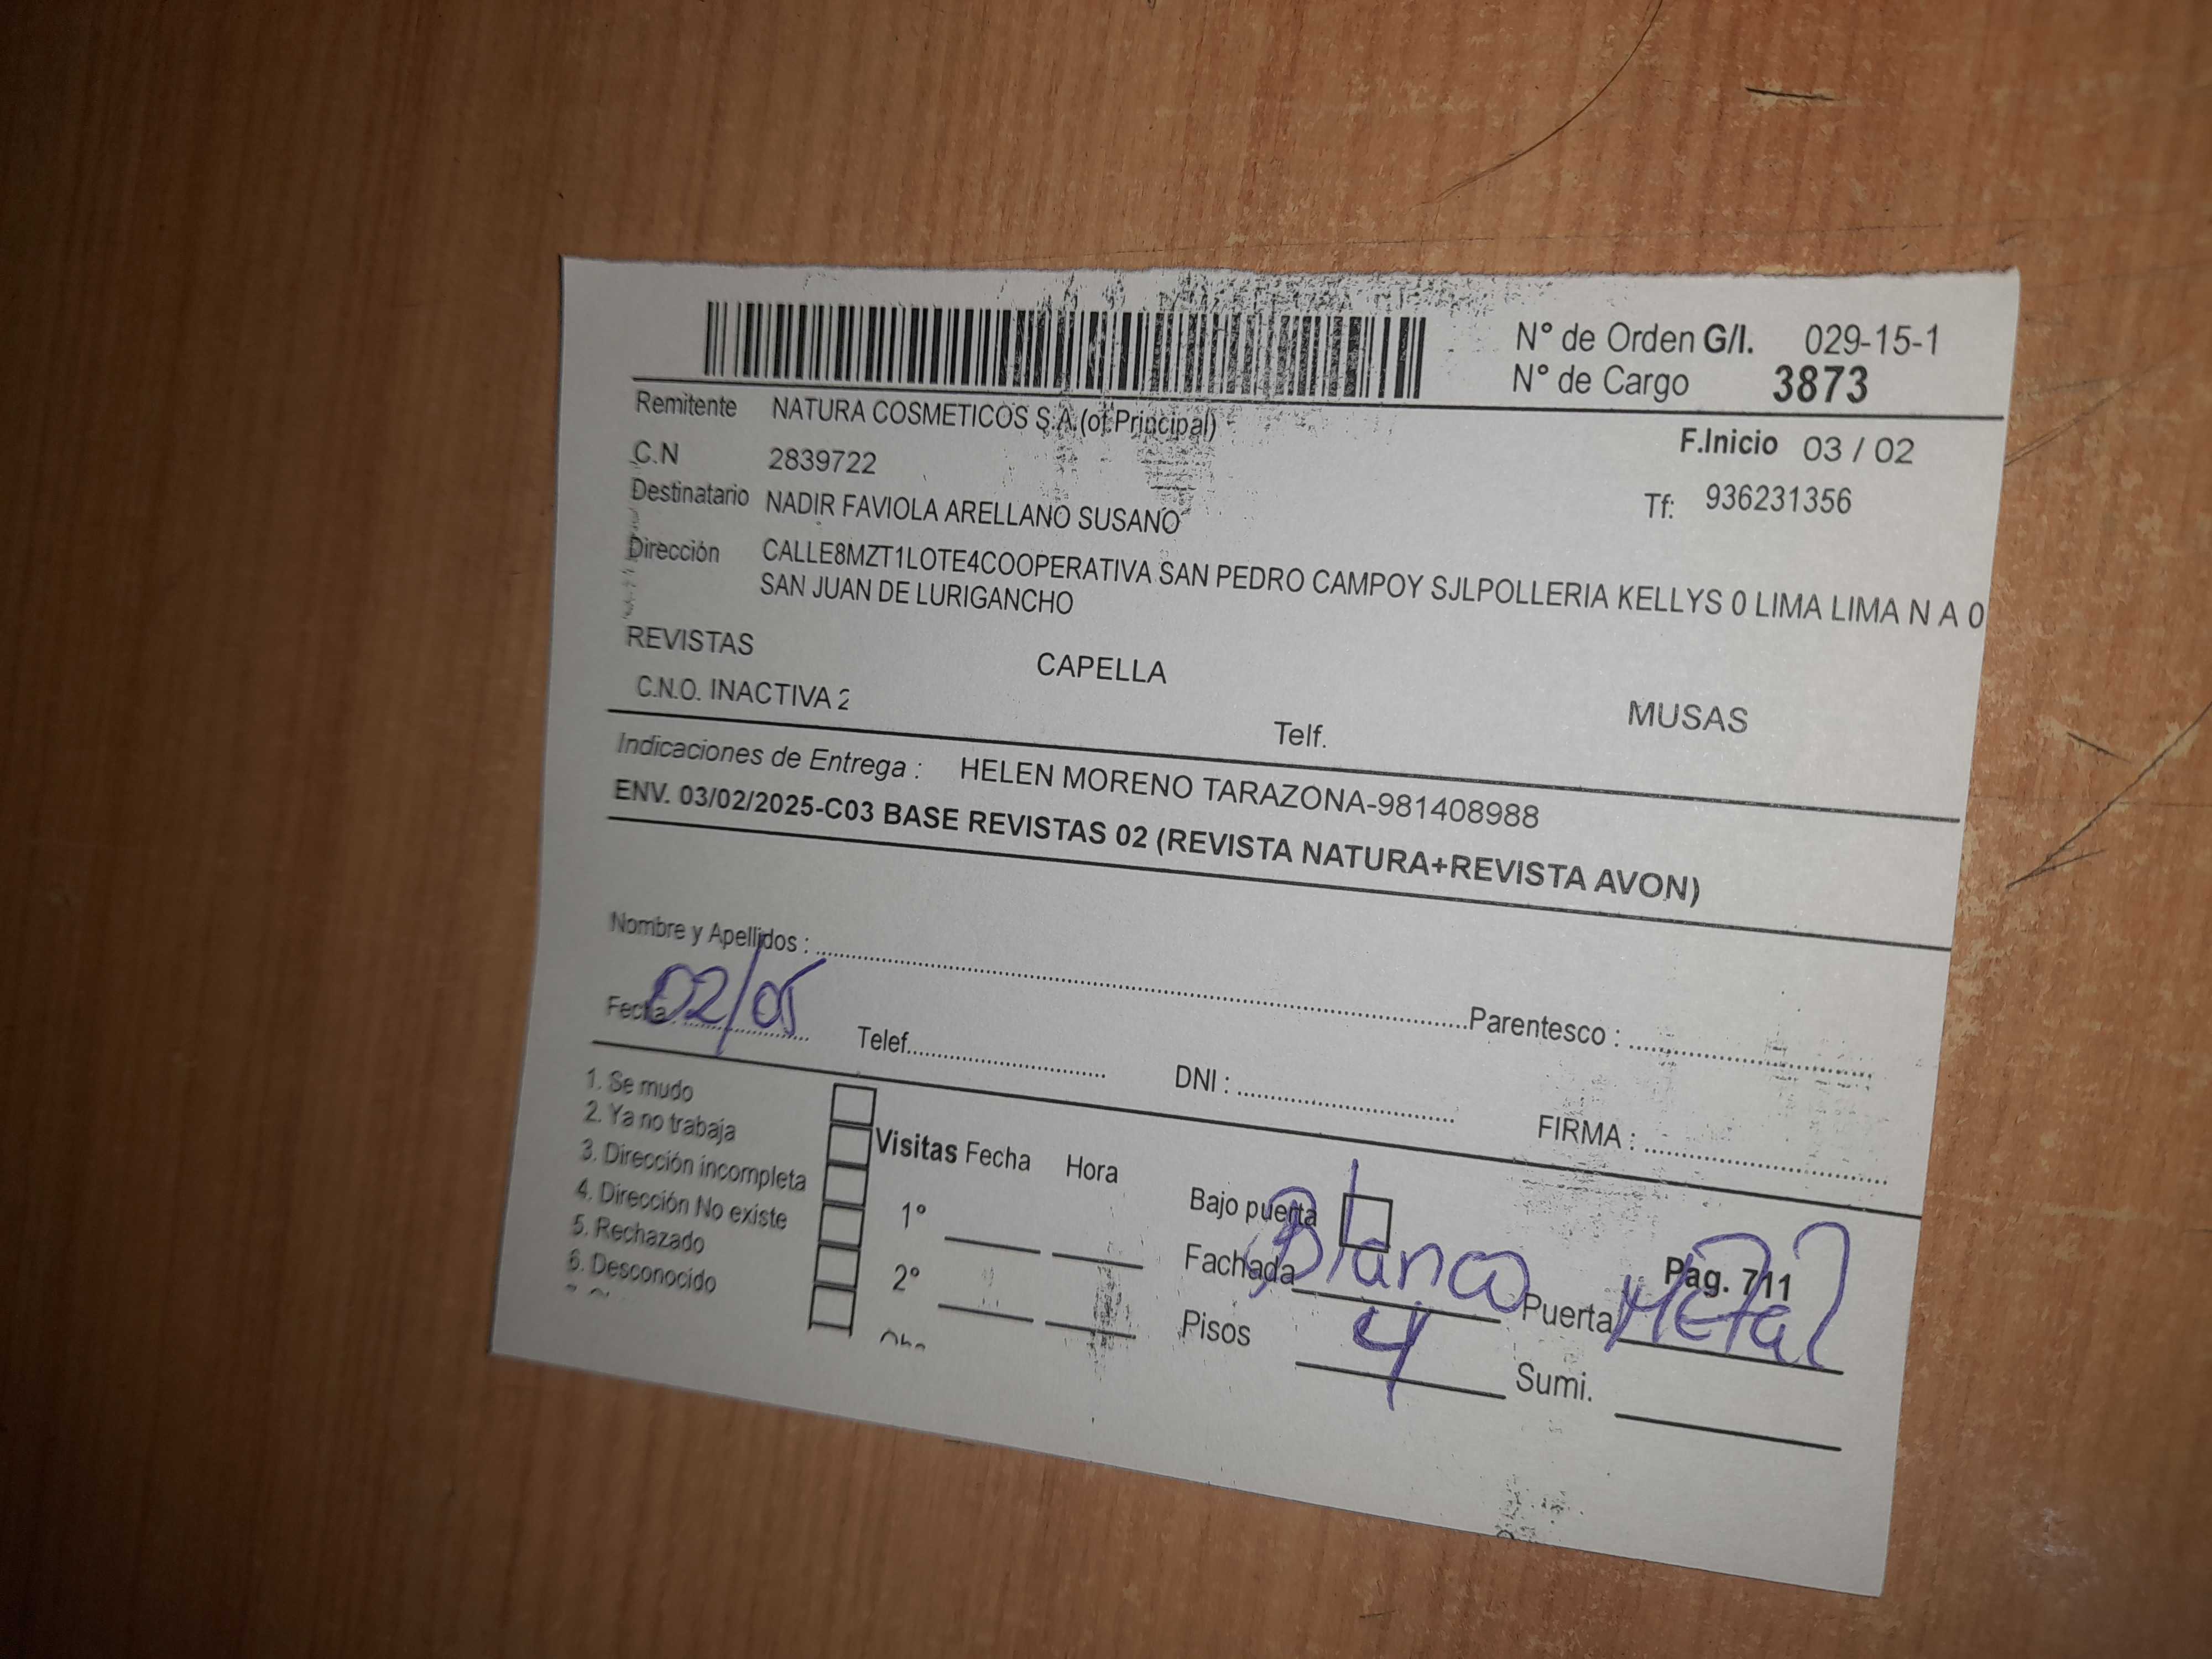 N° de Orden G/I. 029-15-1
N° de Cargo 3873
Remitente NATURA COSMETICOS S.A.(of.Principal)
F.Inicio 03 / 02
C.N 2839722
Destinatario NADIR FAVIOLA ARELLANO SUSANO
Tf: 936231356
Dirección CALLE8MZT1LOTE4COOPERATIVA SAN PEDRO CAMPOY SJLPOLLERIA KELLYS 0 LIMA LIMA N A 0
SAN JUAN DE LURIGANCHO
REVISTAS CAPELLA MUSAS
C.N.O. INACTIVA 2 Telf.
Indicaciones de Entrega : HELEN MORENO TARAZONA-981408988
ENV. 03/02/2025-C03 BASE REVISTAS 02 (REVISTA NATURA+REVISTA AVON)
Nombre y Apellidos : Parentesco :
Fecha : 02/05 Telef. DNI : FIRMA :
1. Se mudo
2. Ya no trabaja
3. Dirección incompleta
4. Dirección No existe
5. Rechazado
6. Desconocido
Visitas Fecha Hora
1°
2°
Bajo puerta
Pag. 711
Fachada Blanco Puerta Metal
Pisos 4 Sumi.